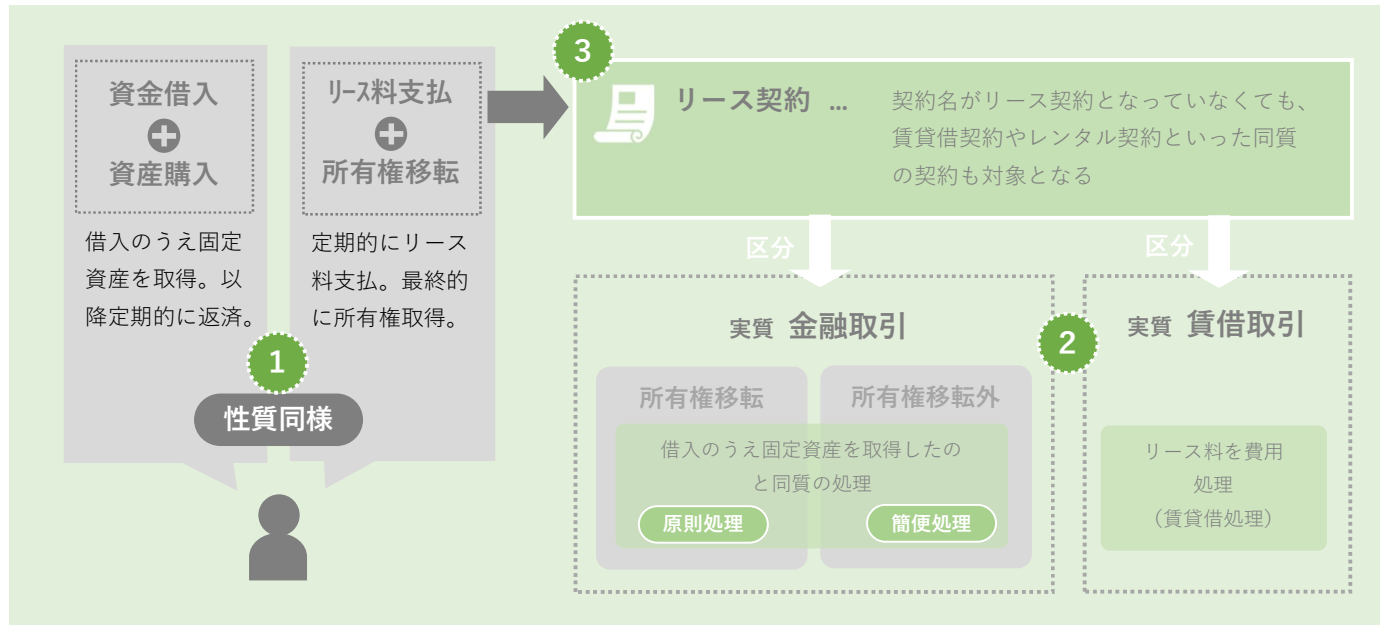 資金借入
資産購入
借入のうえ固定
資産を取得。以
降定期的に返済。
ﾘｰｽ料支払
所有権移転
定期的にリース
料支払。最終的
に所有権取得。
1
性質同様
3
リース契約 …
契約名がリース契約となっていなくても、
賃貸借契約やレンタル契約といった同質
の契約も対象となる
区分
区分
実質 金融取引
2
実質 賃借取引
所有権移転
所有権移転外
借入のうえ固定資産を取得したの
と同質の処理
原則処理
簡便処理
リース料を費用
処理
(賃貸借処理)